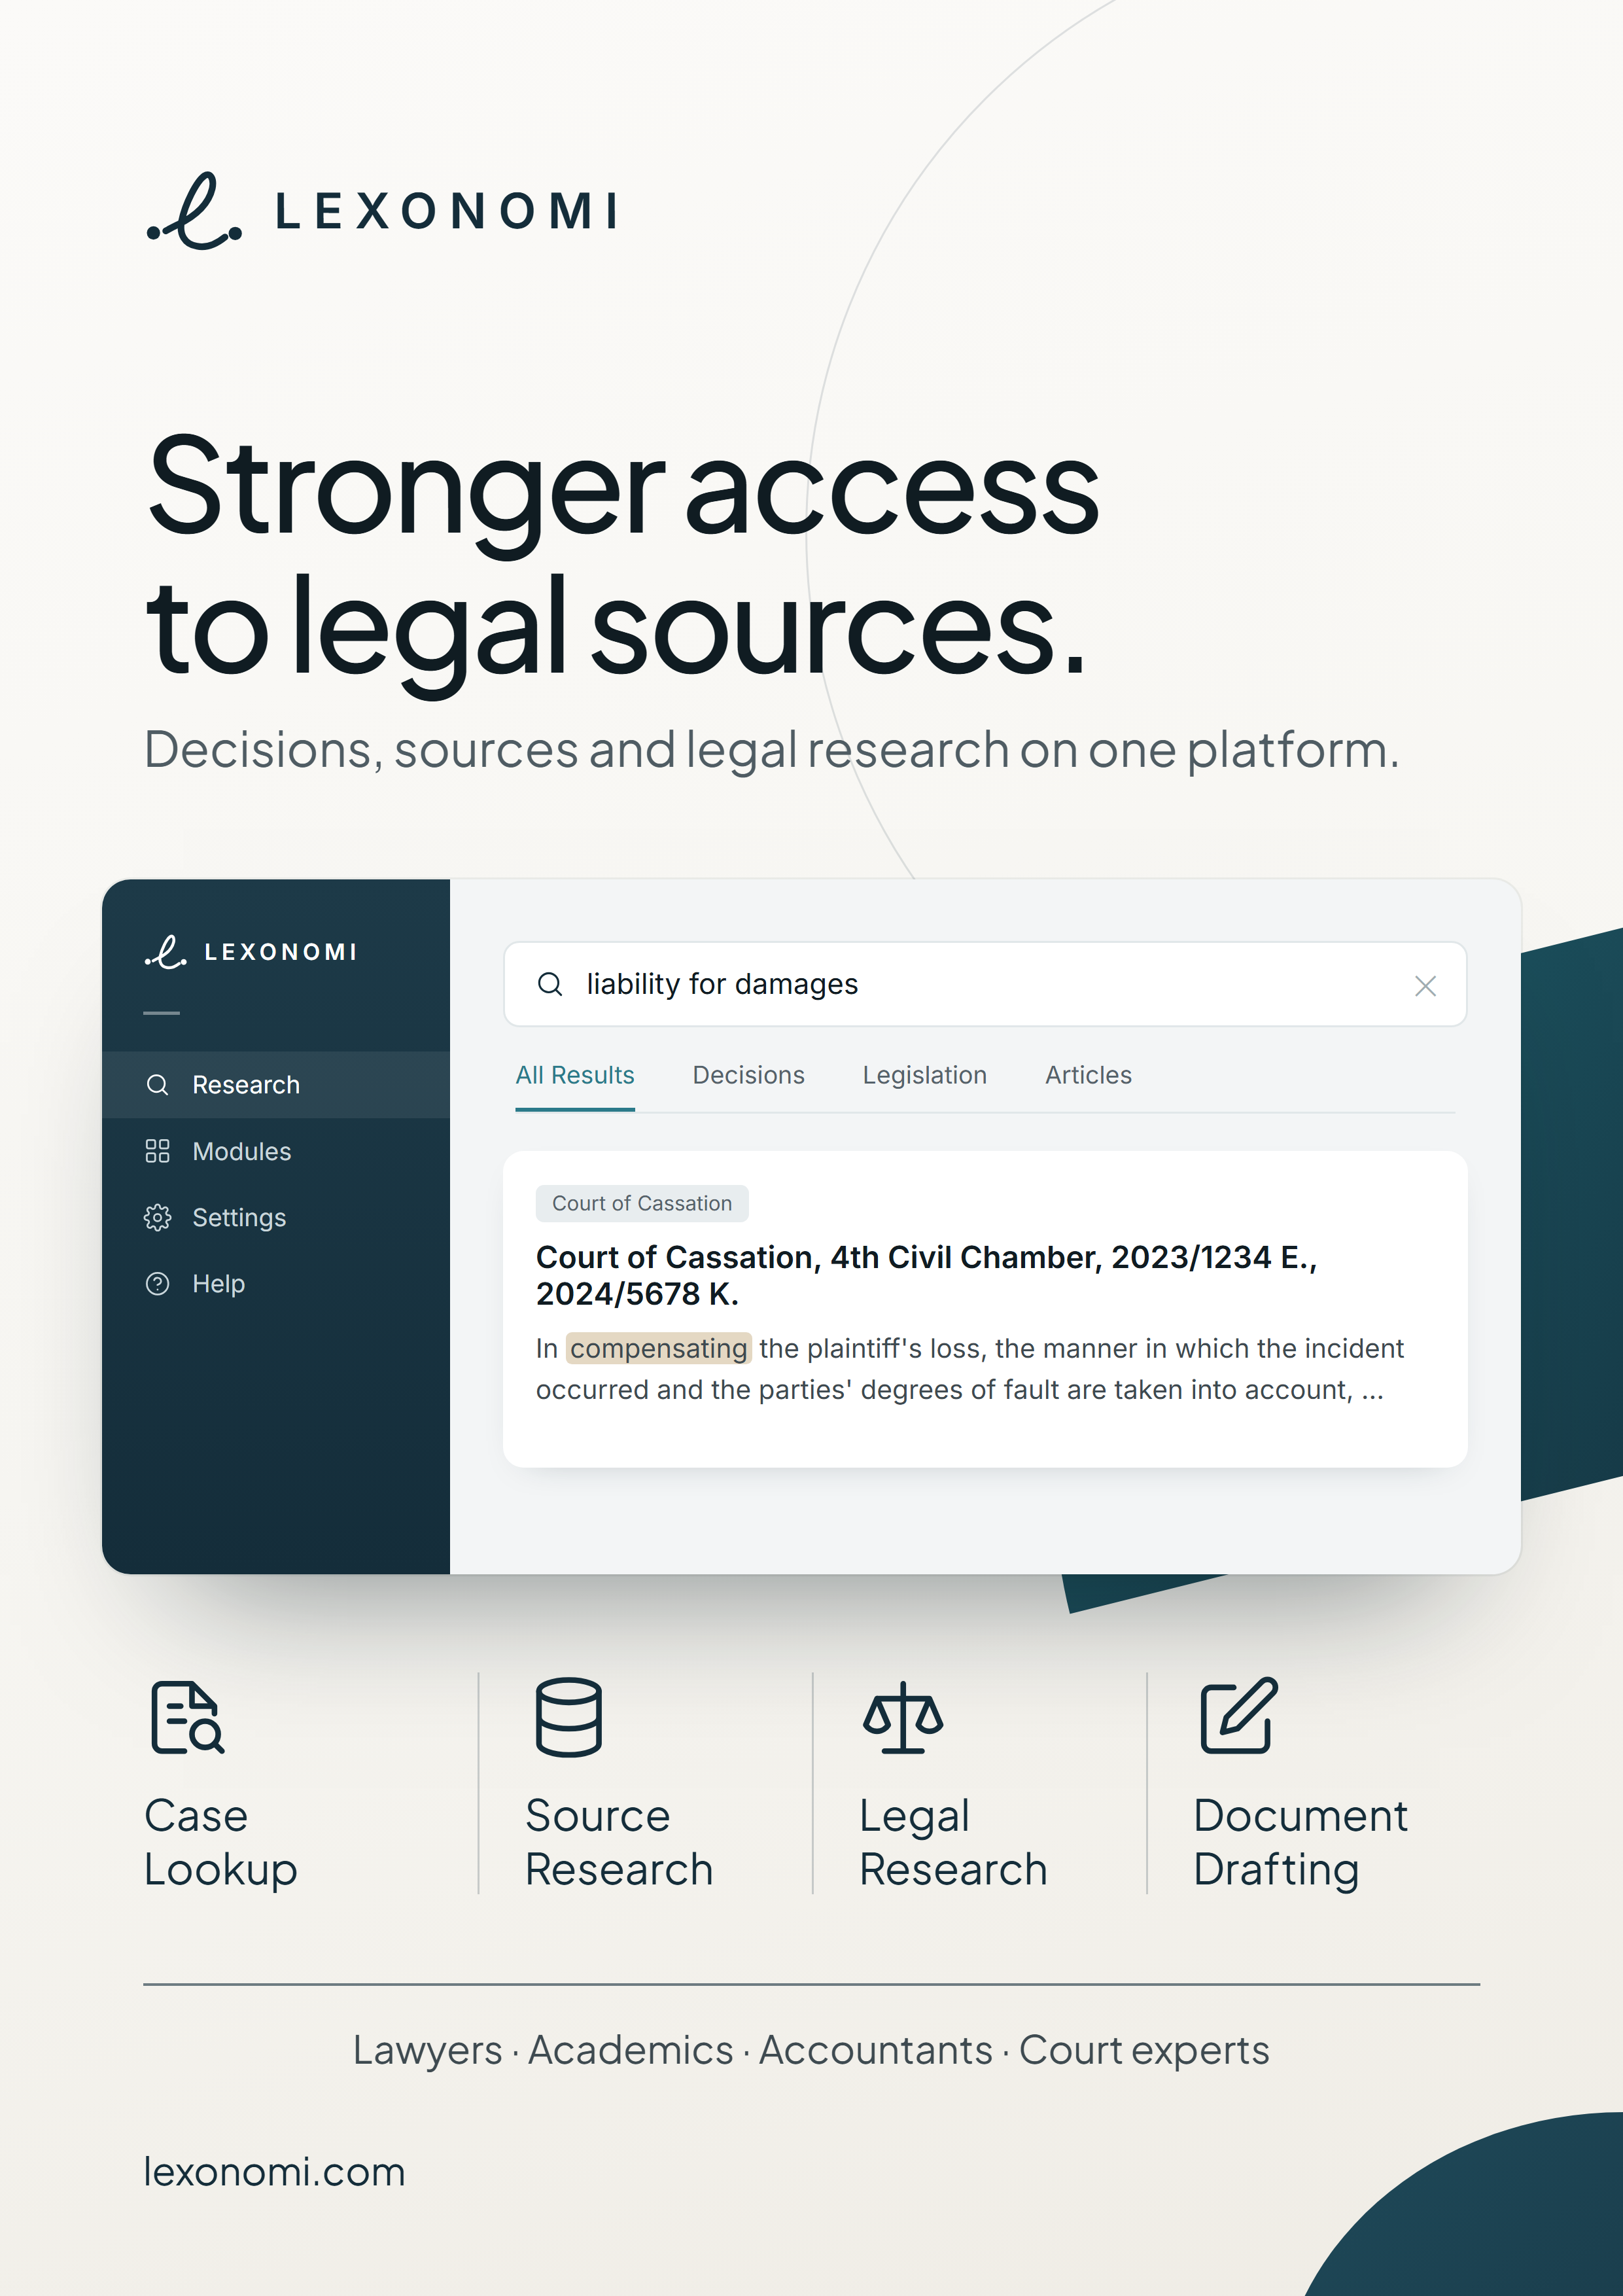 LEXONOMI
Stronger access
to legal sources.
Decisions, sources and legal research on one platform.
LEXONOMI
Research
Modules
Settings
Help
liability for damages
All Results Decisions Legislation Articles
Court of Cassation
Court of Cassation, 4th Civil Chamber, 2023/1234 E.,
2024/5678 K.
In compensating the plaintiff's loss, the manner in which the incident
occurred and the parties' degrees of fault are taken into account, ...
Case
Lookup
Source
Research
Legal
Research
Document
Drafting
Lawyers · Academics · Accountants · Court experts
lexonomi.com